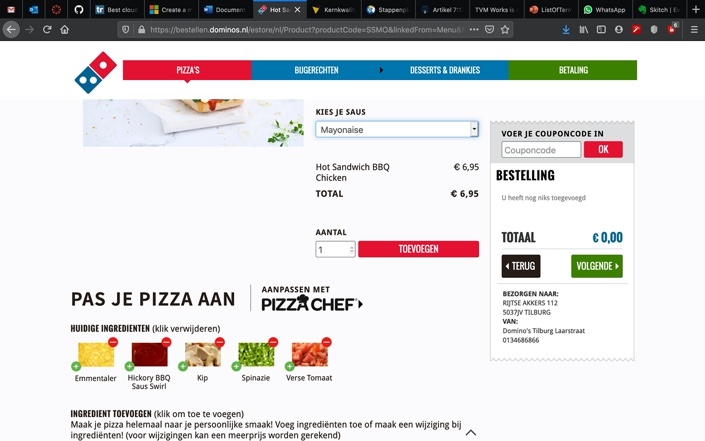 Best cloud
Create a m
Document
Hot Sa
Kernkwalit
Stappenpla
Artikel 7:1
TVM Works is
ListOfTerm
WhatsApp
Skitch | Ev
https://bestellen.dominos.nl/estore/nl/Product?productCode=SSMO&linkedFrom=Menu&
PIZZA'S
BIJGERECHTEN
DESSERTS & DRANKJES
BETALING
KIES JE SAUS
Mayonaise
Hot Sandwich BBQ Chicken € 6,95
TOTAL € 6,95
AANTAL
1 TOEVOEGEN
VOER JE COUPONCODE IN
Couponcode OK
BESTELLING
U heeft nog niks toegevoegd
TOTAAL € 0,00
TERUG VOLGENDE
BEZORGEN NAAR:
RIJTSE AKKERS 112
5037JV TILBURG
VAN:
Domino's Tilburg Laarstraat
0134686866
PAS JE PIZZA AAN
AANPASSEN MET
PIZZA CHEF
HUIDIGE INGREDIENTEN (klik verwijderen)
Emmentaler
Hickory BBQ
Saus Swirl
Kip
Spinazie
Verse Tomaat
INGREDIENT TOEVOEGEN (klik om toe te voegen)
Maak je pizza helemaal naar je persoonlijke smaak! Voeg ingrediënten toe of maak een wijziging bij
ingrediënten! (voor wijzigingen kan een meerprijs worden gerekend)